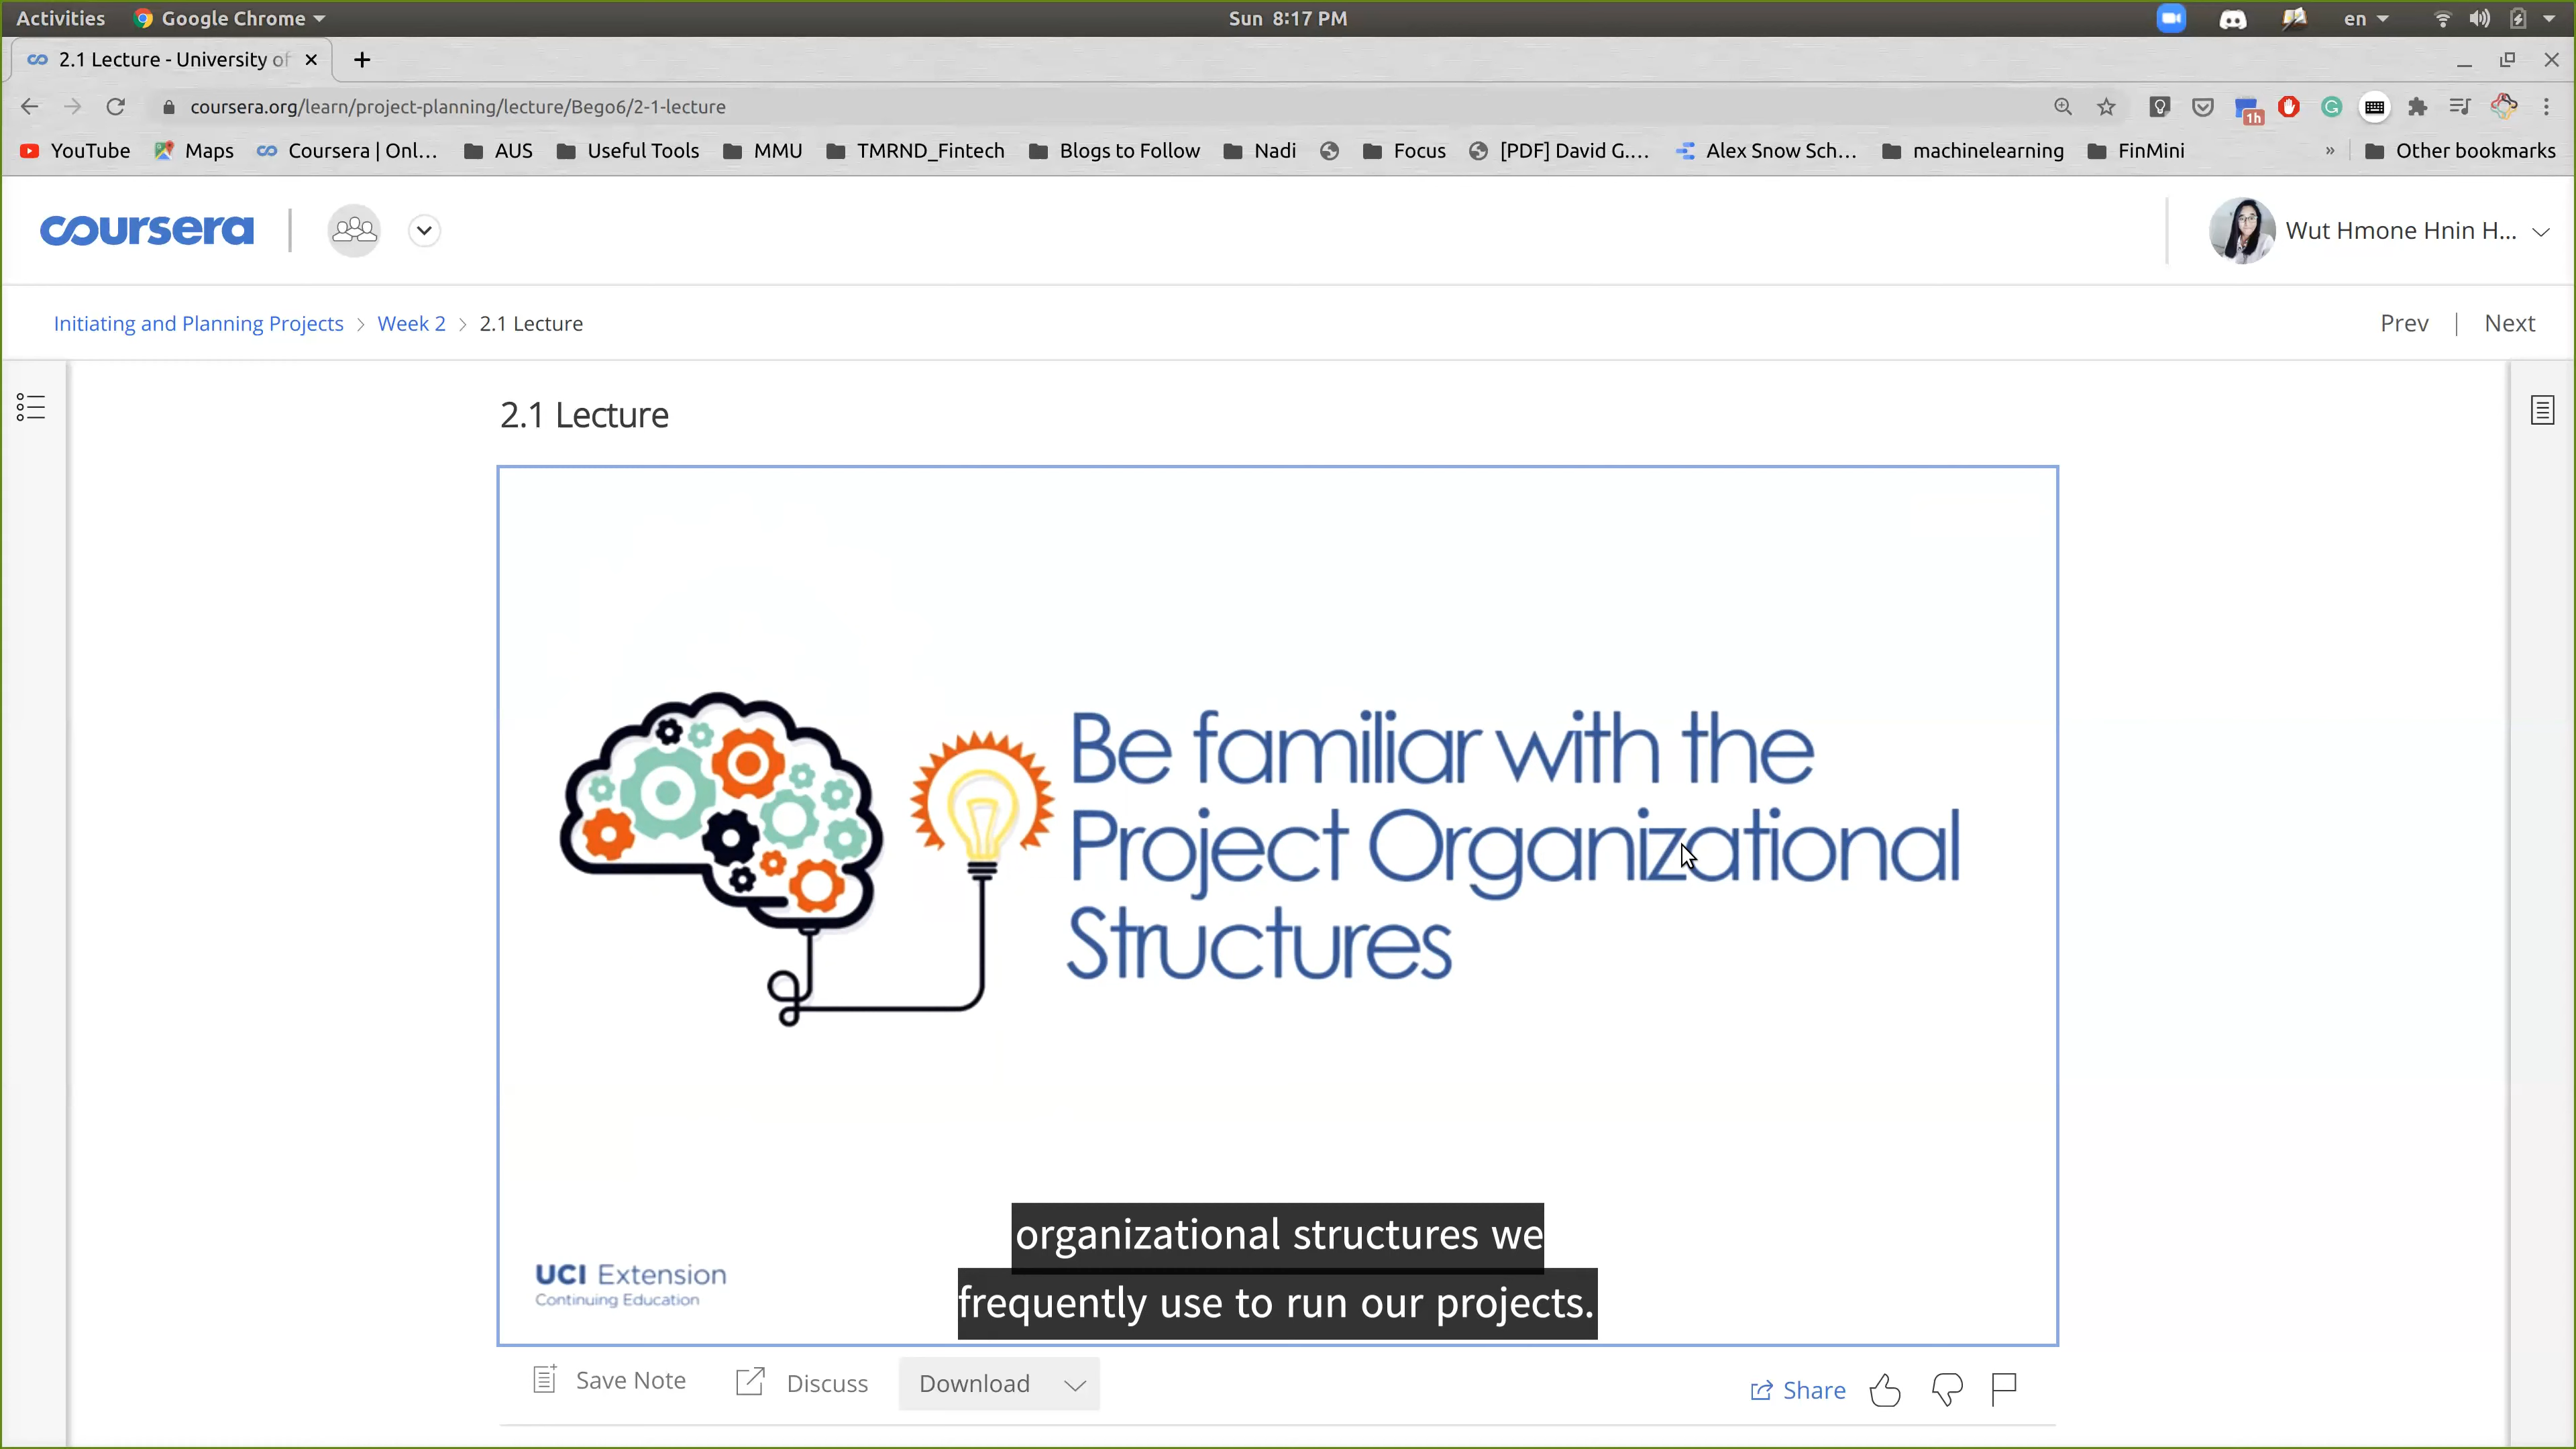 Activities Google Chrome Sun 8:17 PM en
2.1 Lecture - University of
coursera.org/learn/project-planning/lecture/Bego6/2-1-lecture 1h
YouTube Maps Coursera | Onl... AUS Useful Tools MMU TMRND_Fintech Blogs to Follow Nadi Focus [PDF] David G.... Alex Snow Sch... machinelearning FinMini » Other bookmarks
coursera Wut Hmone Hnin H...
Initiating and Planning Projects > Week 2 > 2.1 Lecture Prev | Next
2.1 Lecture
Be familiar with the
Project Organizational
Structures
organizational structures we
frequently use to run our projects.
UCI Extension
Continuing Education
Save Note Discuss Download Share